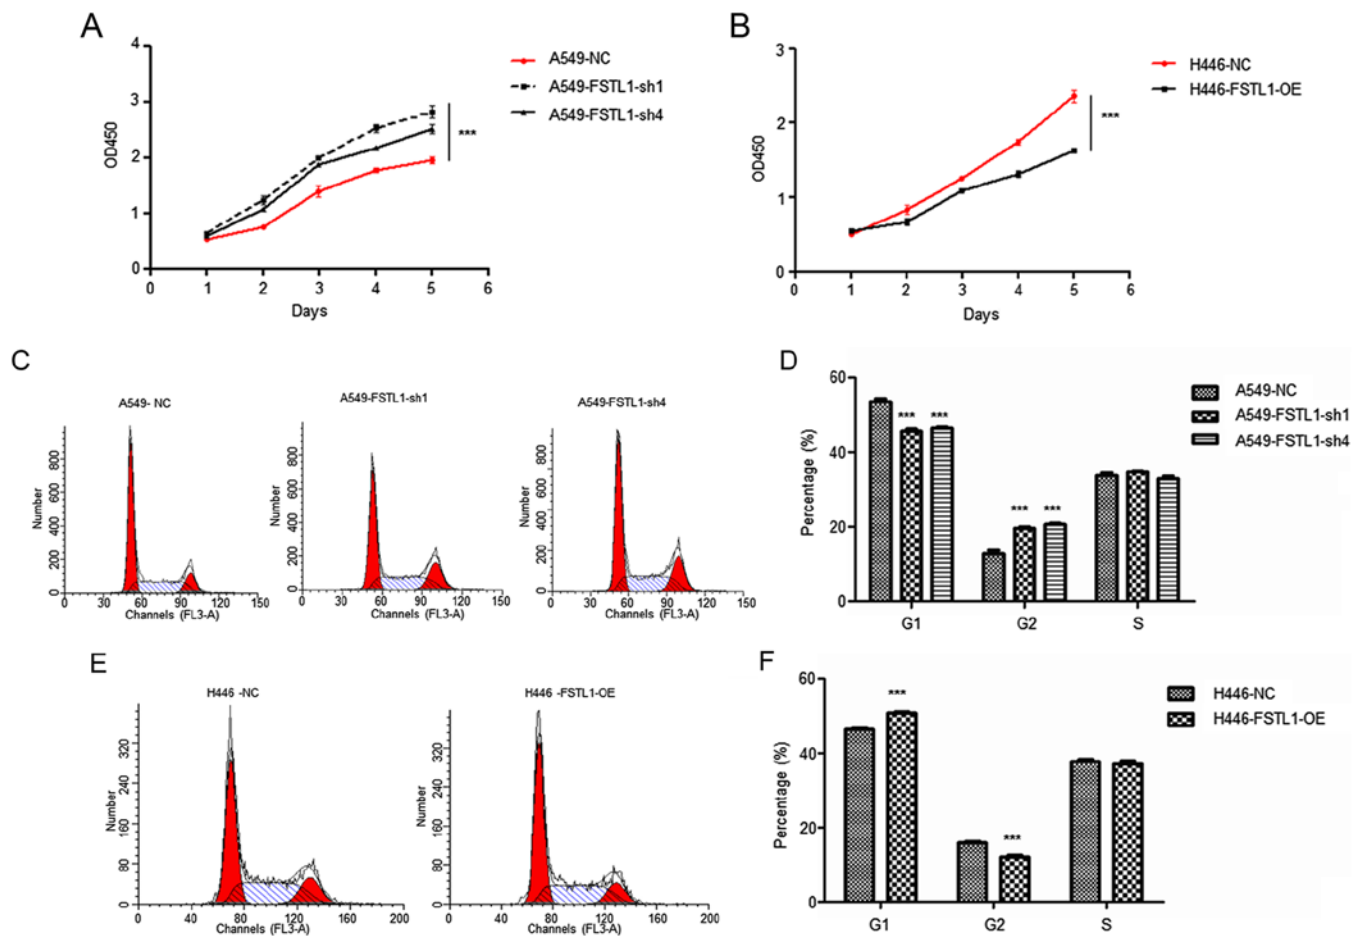 A
4
3
2
1
0
OD450
0
1
2
3
4
5
6
Days
A549-NC
A549-FSTL1-sh1
A549-FSTL1-sh4
***
B
3
2
1
0
OD450
0
1
2
3
4
5
6
Days
H446-NC
H446-FSTL1-OE
***
C
A549- NC
Number
0
200
400
600
800
0
30
60
90
120
150
Channels (FL3-A)
A549-FSTL1-sh1
Number
0
200
400
600
800
0
30
60
90
120
150
Channels (FL3-A)
A549-FSTL1-sh4
Number
0
200
400
600
800
0
30
60
90
120
150
Channels (FL3-A)
D
60
40
20
0
Percentage (%)
*** ***
*** ***
G1
G2
S
A549-NC
A549-FSTL1-sh1
A549-FSTL1-sh4
E
H446 -NC
Number
0
80
160
240
320
0
40
80
120
160
200
Channels (FL3-A)
H446 -FSTL1-OE
Number
0
80
160
240
320
0
40
80
120
160
200
Channels (FL3-A)
F
60
40
20
0
Percentage (%)
***
***
G1
G2
S
H446-NC
H446-FSTL1-OE